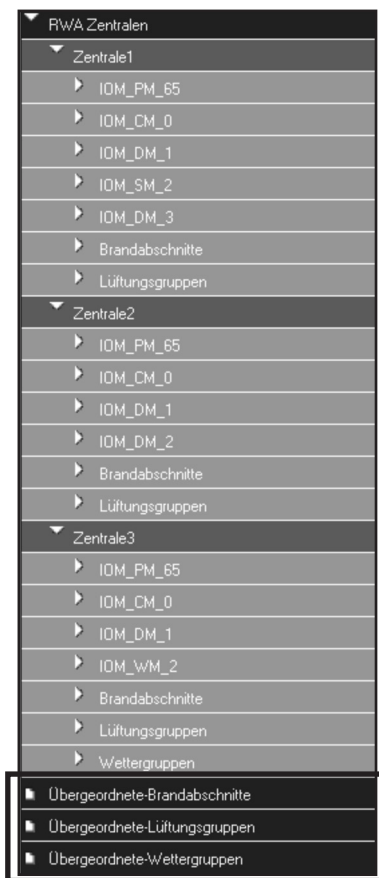 RWA Zentralen
Zentrale1
IOM_PM_65
IOM_CM_0
IOM_DM_1
IOM_SM_2
IOM_DM_3
Brandabschnitte
Lüftungsgruppen
Zentrale2
IOM_PM_65
IOM_CM_0
IOM_DM_1
IOM_DM_2
Brandabschnitte
Lüftungsgruppen
Zentrale3
IOM_PM_65
IOM_CM_0
IOM_DM_1
IOM_WM_2
Brandabschnitte
Lüftungsgruppen
Wettergruppen
Übergeordnete-Brandabschnitte
Übergeordnete-Lüftungsgruppen
Übergeordnete-Wettergruppen